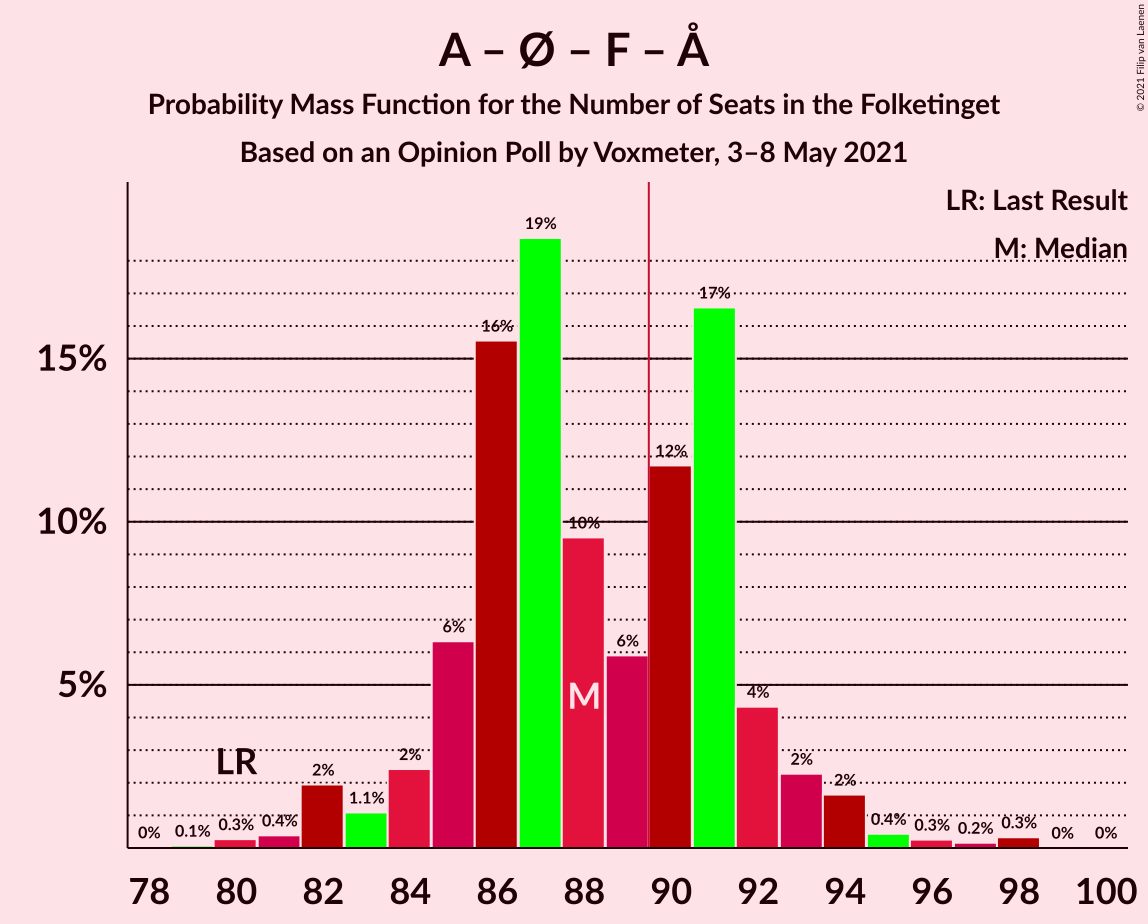 A – Ø – F – Å
Probability Mass Function for the Number of Seats in the Folketinget
Based on an Opinion Poll by Voxmeter, 3–8 May 2021
© 2021 Filip van Laenen
LR: Last Result
M: Median
19%
17%
16%
15%
12%
10%
10%
6%
6%
5%
M
4%
LR
2%
2%
2%
2%
1.1%
0%
0.1%
0.3%
0.4%
0.4%
0.3%
0.2%
0.3%
0%
0%
78 80 82 84 86 88 90 92 94 96 98 100